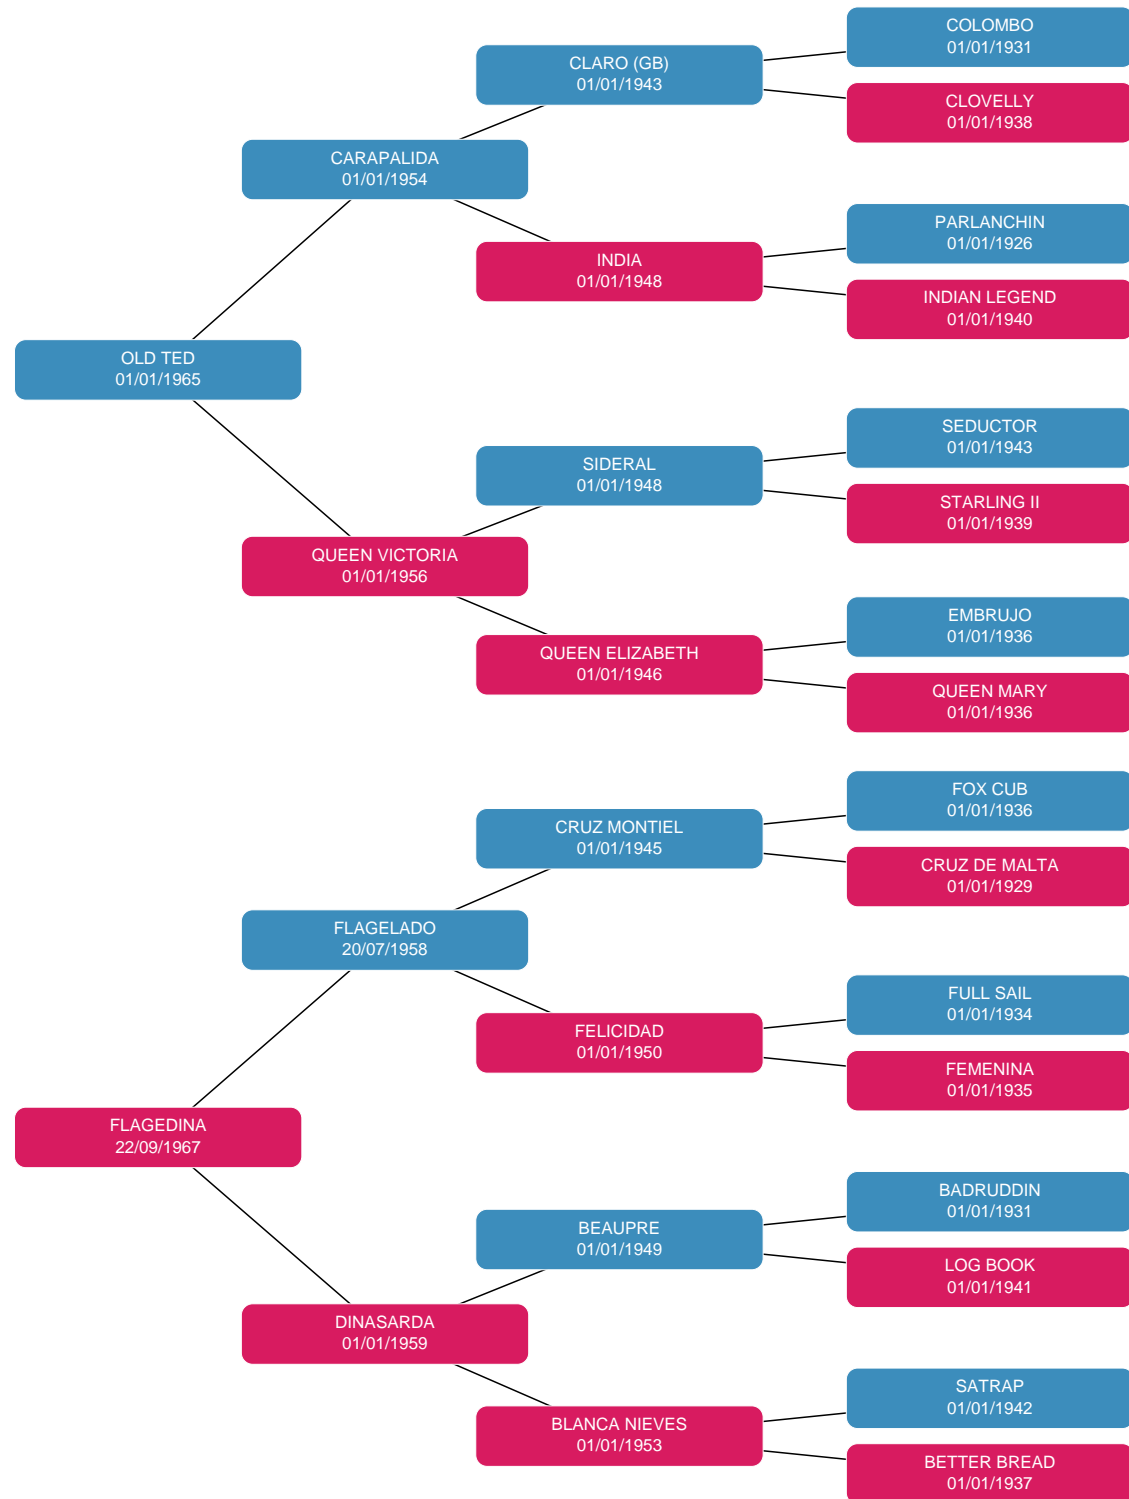 COLOMBO
01/01/1931
CLARO (GB)
01/01/1943
CLOVELLY
01/01/1938
CARAPALIDA
01/01/1954
PARLANCHIN
01/01/1926
INDIA
01/01/1948
INDIAN LEGEND
01/01/1940
OLD TED
01/01/1965
SEDUCTOR
01/01/1943
SIDERAL
01/01/1948
STARLING II
01/01/1939
QUEEN VICTORIA
01/01/1956
EMBRUJO
01/01/1936
QUEEN ELIZABETH
01/01/1946
QUEEN MARY
01/01/1936
FOX CUB
01/01/1936
CRUZ MONTIEL
01/01/1945
CRUZ DE MALTA
01/01/1929
FLAGELADO
20/07/1958
FULL SAIL
01/01/1934
FELICIDAD
01/01/1950
FEMENINA
01/01/1935
FLAGEDINA
22/09/1967
BADRUDDIN
01/01/1931
BEAUPRE
01/01/1949
LOG BOOK
01/01/1941
DINASARDA
01/01/1959
SATRAP
01/01/1942
BLANCA NIEVES
01/01/1953
BETTER BREAD
01/01/1937